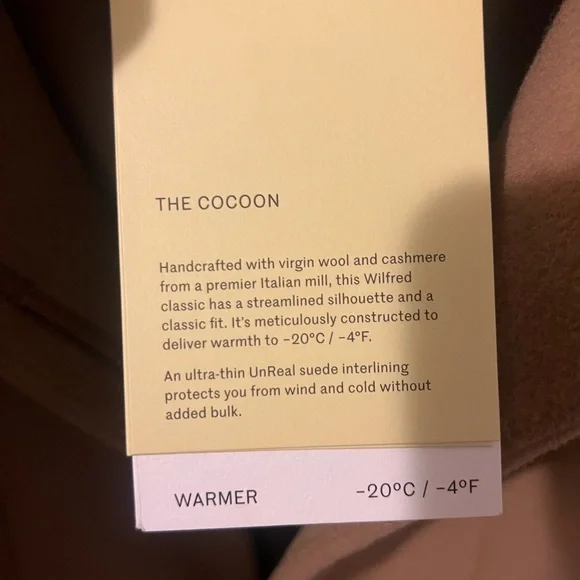 THE COCOON
Handcrafted with virgin wool and cashmere
from a premier Italian mill, this Wilfred
classic has a streamlined silhouette and a
classic fit. It's meticulously constructed to
deliver warmth to –20°C / –4°F.
An ultra-thin UnReal suede interlining
protects you from wind and cold without
added bulk.
WARMER –20°C / –4°F